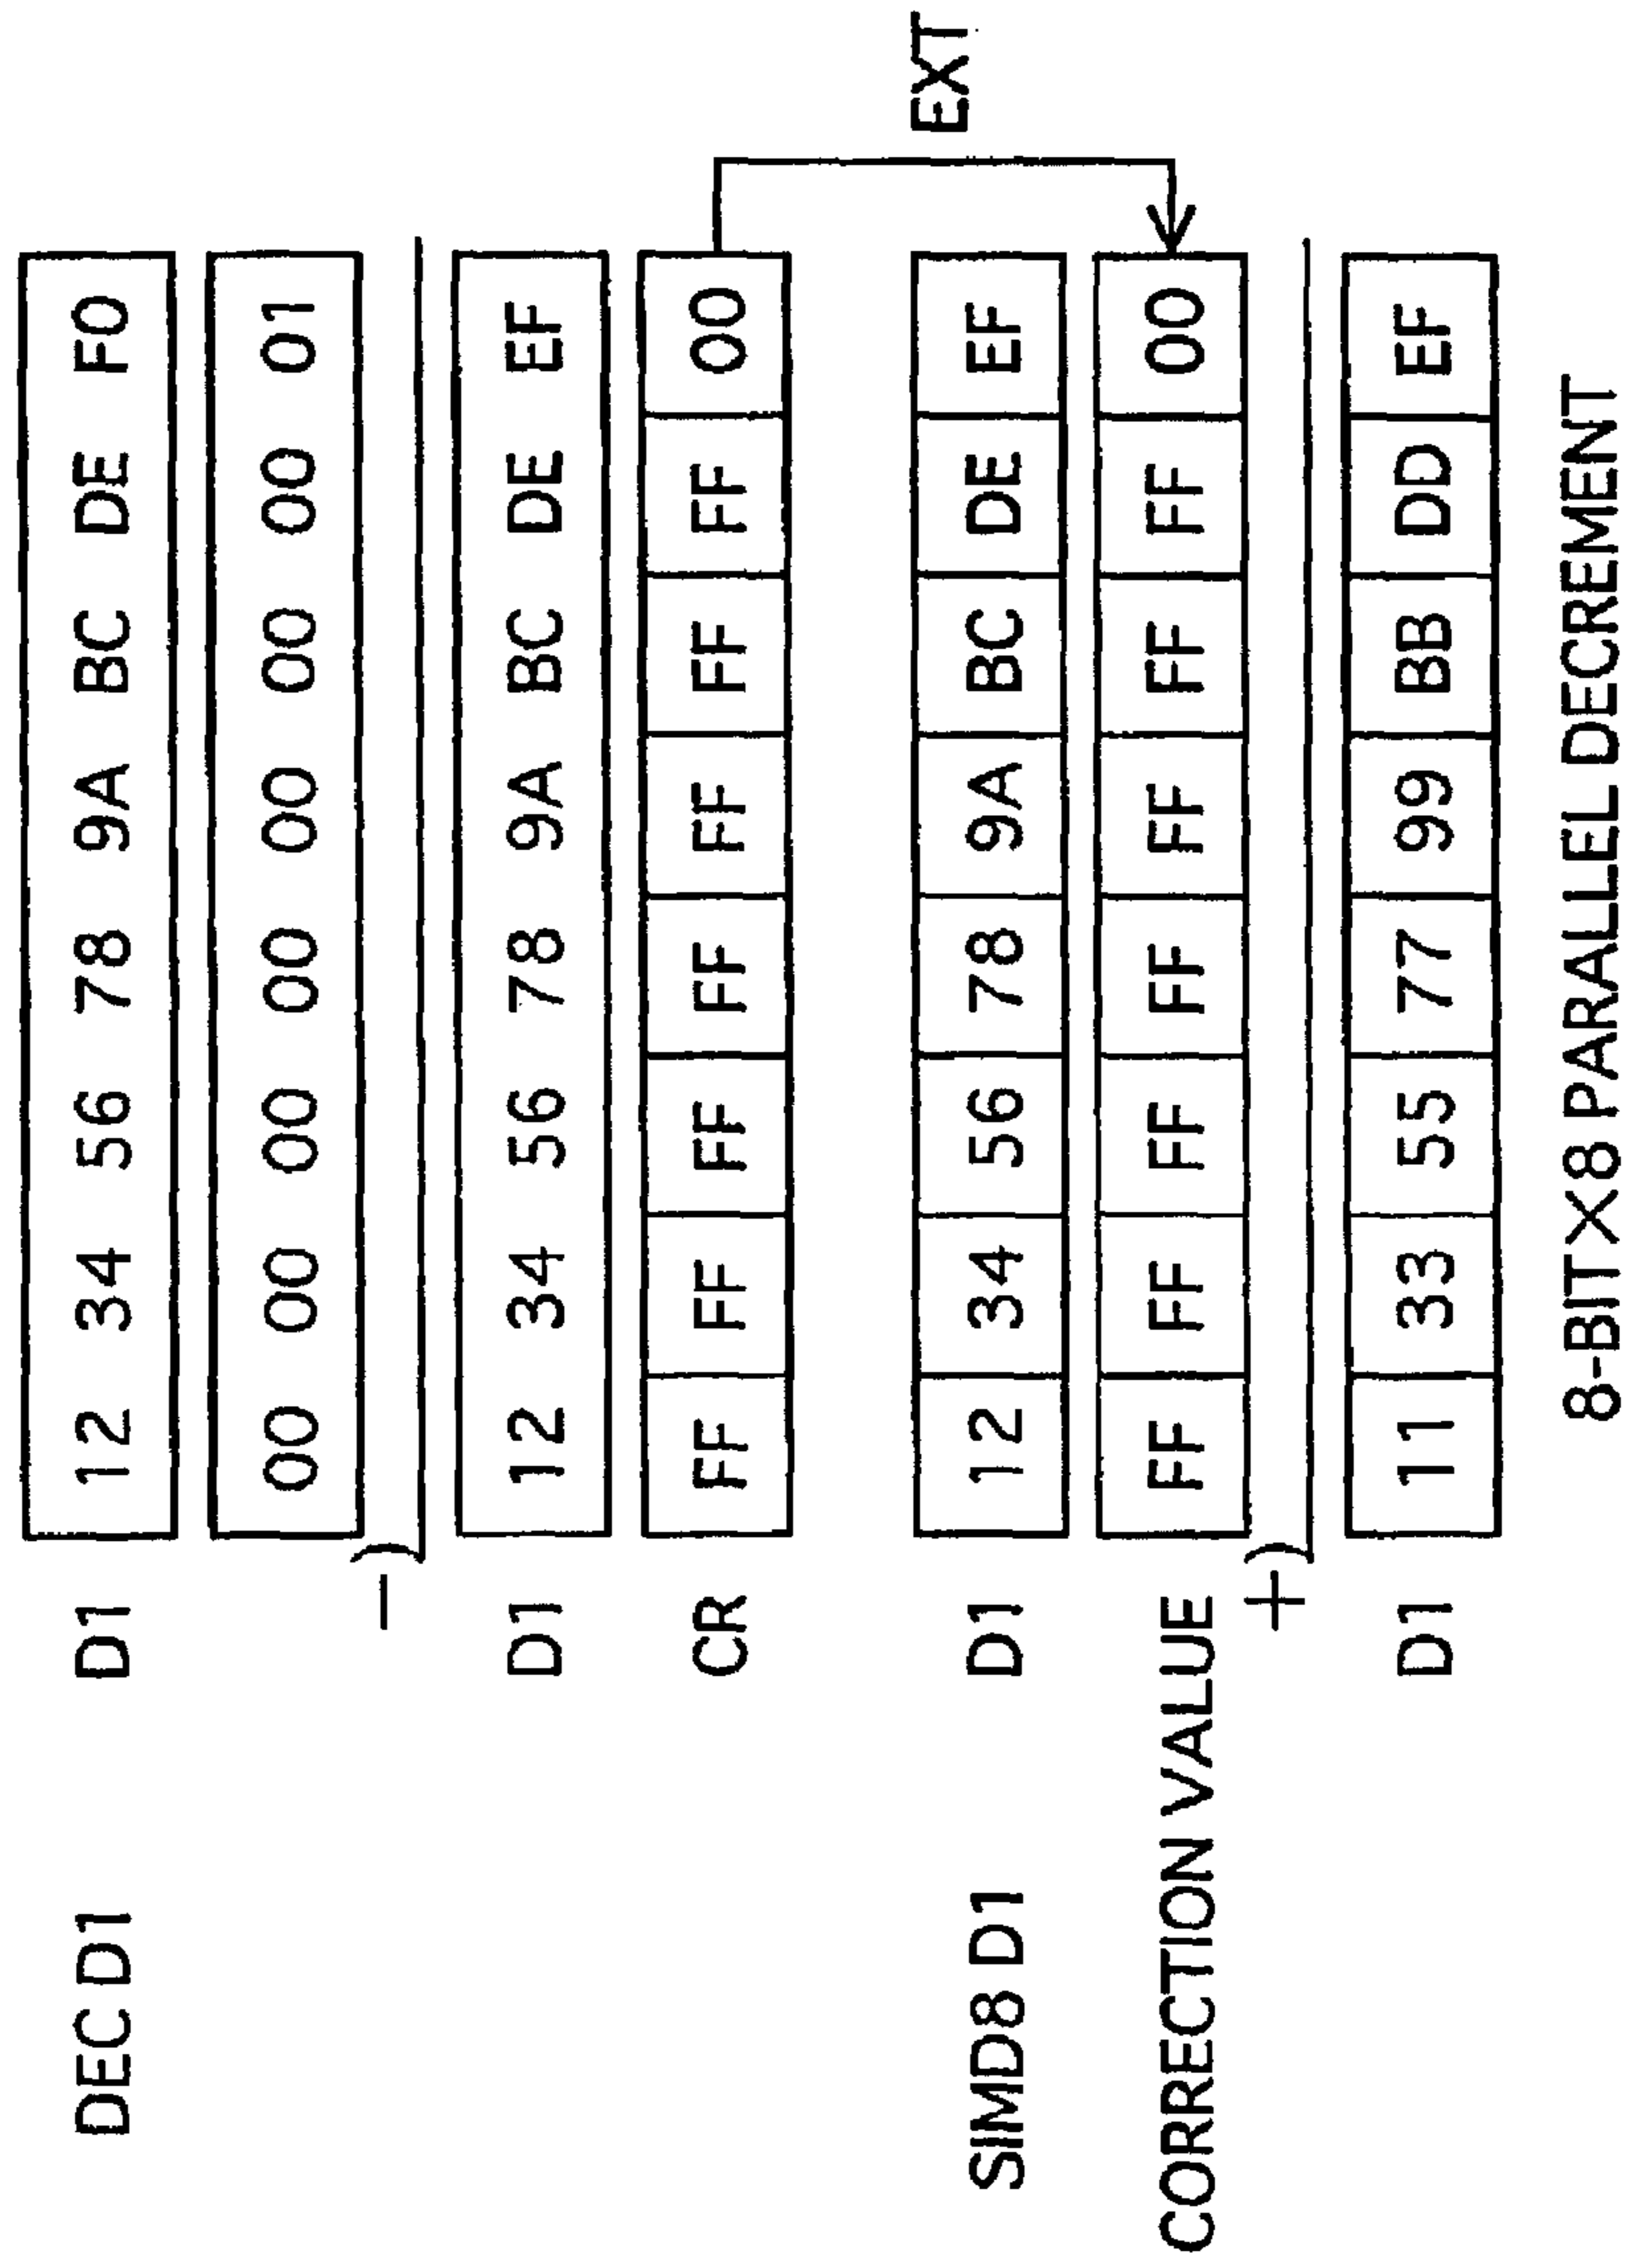 DEC D1 D1 12 34 56 78 9A BC DE F0
00 00 00 00 00 00 00 01
−)
D1 12 34 56 78 9A BC DE EF
CR FF FF FF FF FF FF FF 00
EXT
SIMD8 D1 D1 12 34 56 78 9A BC DE EF
CORRECTION VALUE FF FF FF FF FF FF FF 00
+)
D1 11 33 55 77 99 BB DD EF
8-BIT×8 PARALLEL DECREMENT